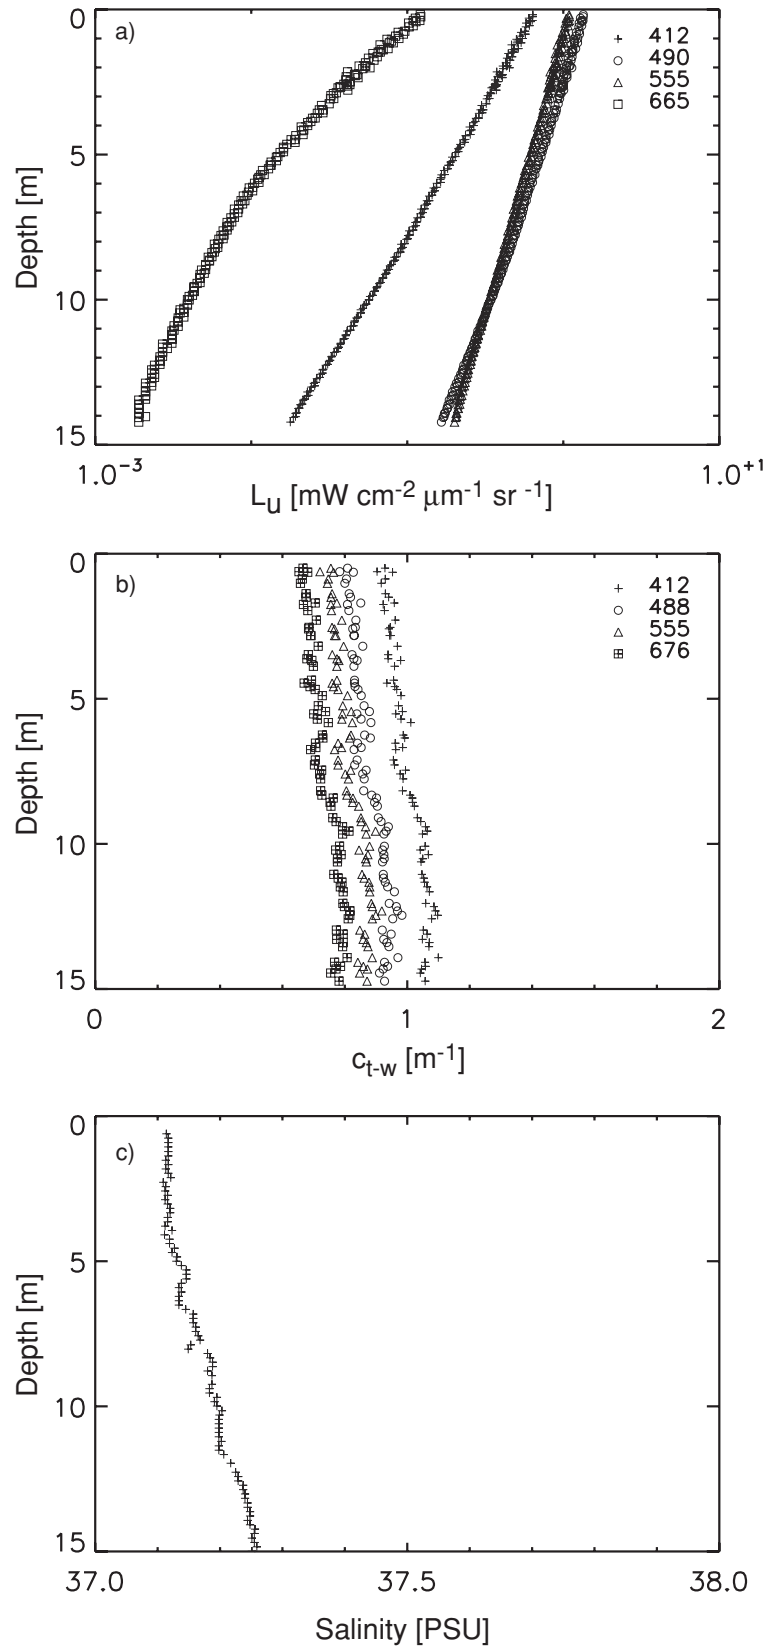 0
a)
412
490
555
665
5
Depth [m]
10
15
1.0⁻³ 1.0⁺¹
Lᵤ [mW cm⁻² μm⁻¹ sr ⁻¹]
0
b)
412
488
555
676
5
Depth [m]
10
15
0 1 2
cₜ₋w [m⁻¹]
0
c)
5
Depth [m]
10
15
37.0 37.5 38.0
Salinity [PSU]